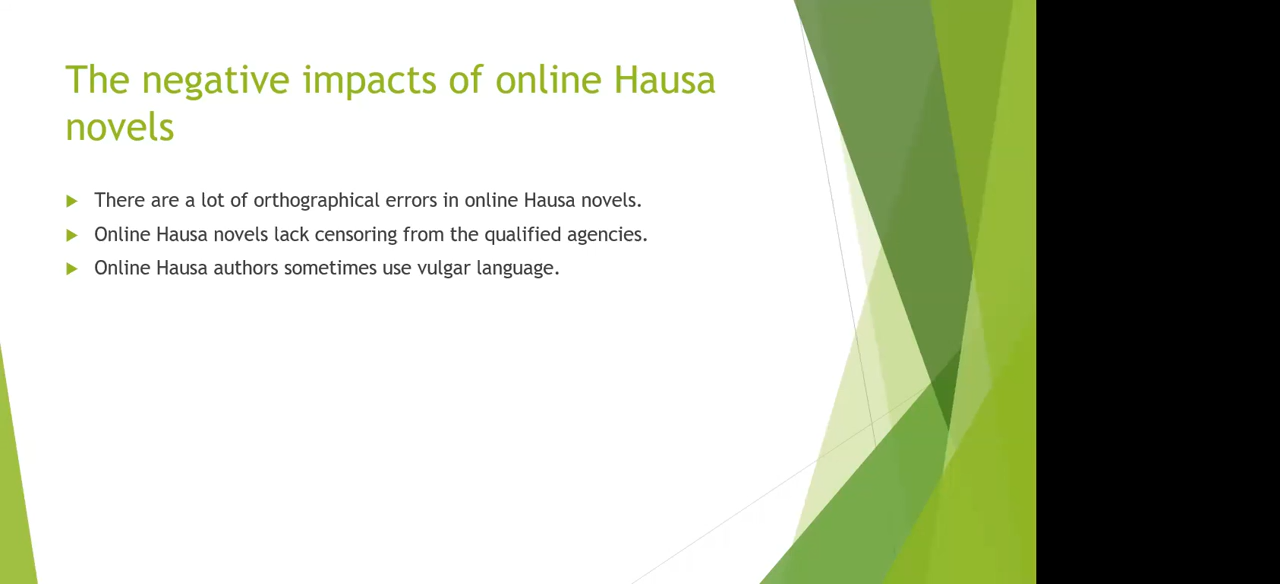 The negative impacts of online Hausa
novels
There are a lot of orthographical errors in online Hausa novels.
Online Hausa novels lack censoring from the qualified agencies.
Online Hausa authors sometimes use vulgar language.